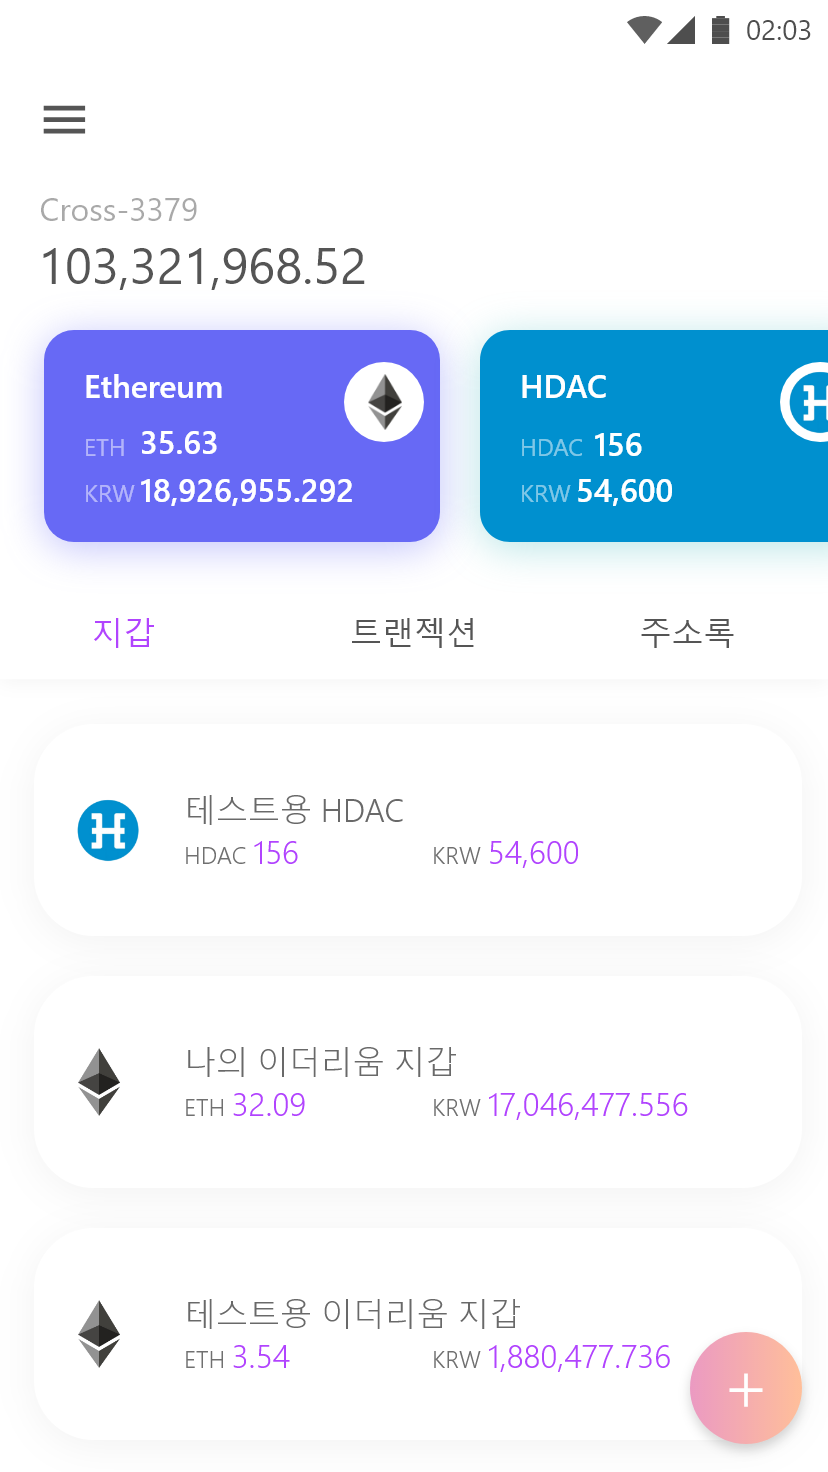 02:03
Cross-3379
103,321,968.52
Ethereum
ETH 35.63
KRW 18,926,955.292
HDAC
HDAC 156
KRW 54,600
지갑 트랜젝션 주소록
테스트용 HDAC
HDAC 156 KRW 54,600
나의 이더리움 지갑
ETH 32.09 KRW 17,046,477.556
테스트용 이더리움 지갑
ETH 3.54 KRW 1,880,477.736